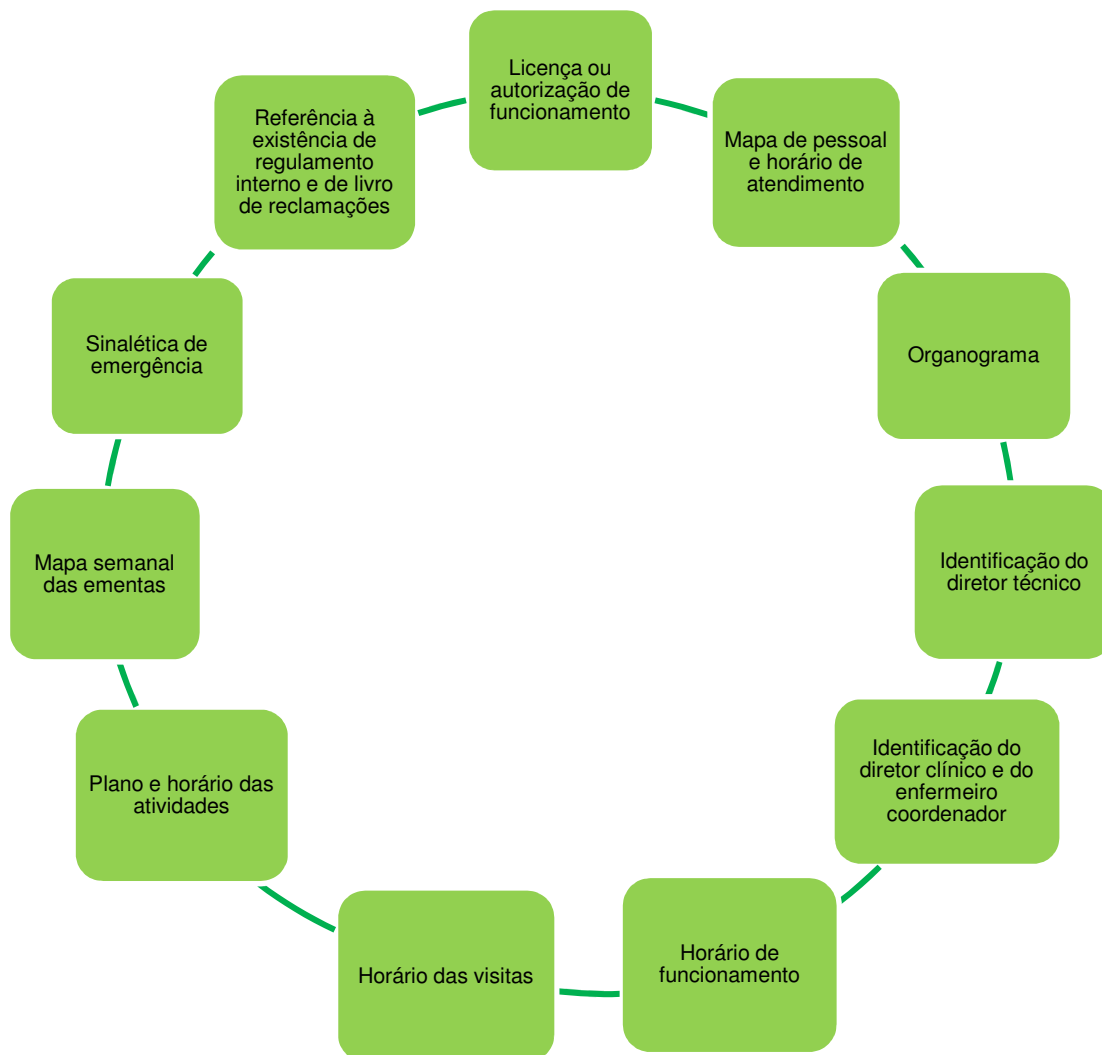 Licença ou
autorização de
funcionamento
Mapa de pessoal
e horário de
atendimento
Organograma
Identificação do
diretor técnico
Identificação do
diretor clínico e do
enfermeiro
coordenador
Horário de
funcionamento
Horário das visitas
Plano e horário das
atividades
Mapa semanal
das ementas
Sinalética de
emergência
Referência à
existência de
regulamento
interno e de livro
de reclamações